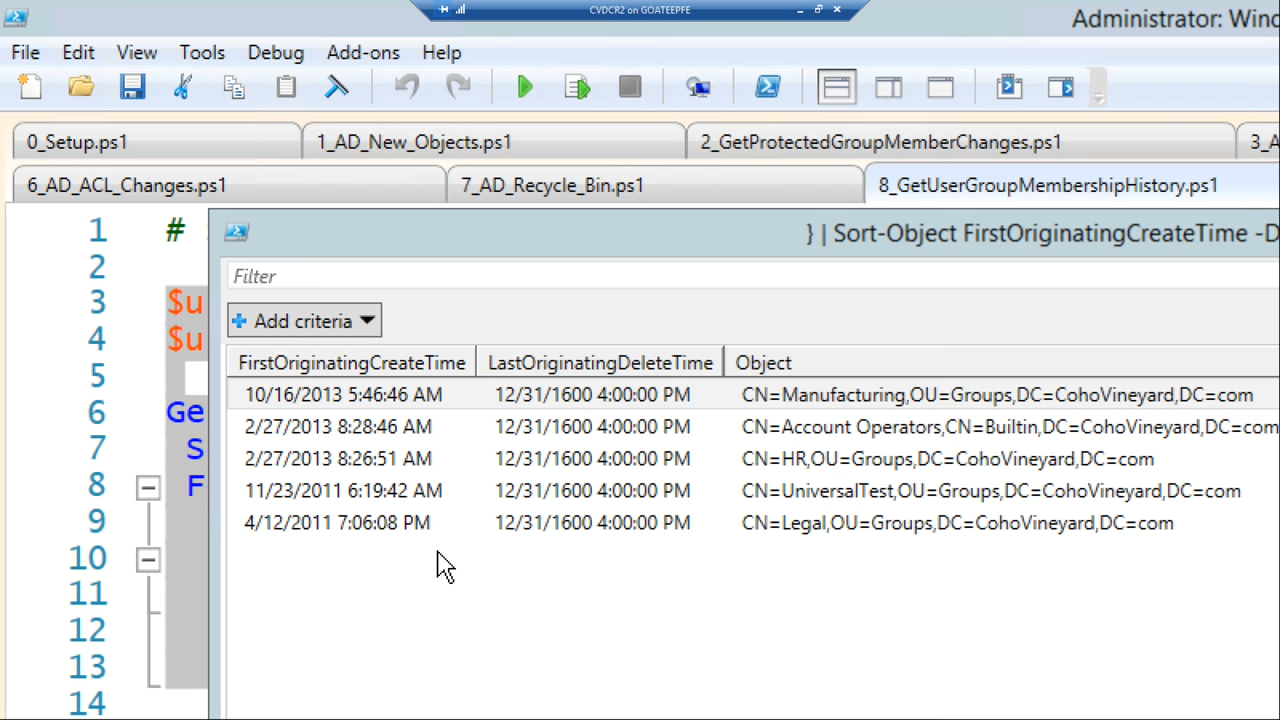 CVDCR2 on GOATEEPFE
Administrator: Wind
File Edit View Tools Debug Add-ons Help
0_Setup.ps1 1_AD_New_Objects.ps1 2_GetProtectedGroupMemberChanges.ps1 3_A
6_AD_ACL_Changes.ps1 7_AD_Recycle_Bin.ps1 8_GetUserGroupMembershipHistory.ps1
1 #
} | Sort-Object FirstOriginatingCreateTime -D
2
Filter
3 $u
Add criteria
4 $u
FirstOriginatingCreateTime LastOriginatingDeleteTime Object
5
10/16/2013 5:46:46 AM 12/31/1600 4:00:00 PM CN=Manufacturing,OU=Groups,DC=CohoVineyard,DC=com
6 Ge
2/27/2013 8:28:46 AM 12/31/1600 4:00:00 PM CN=Account Operators,CN=Builtin,DC=CohoVineyard,DC=com
7 S
2/27/2013 8:26:51 AM 12/31/1600 4:00:00 PM CN=HR,OU=Groups,DC=CohoVineyard,DC=com
8 F
11/23/2011 6:19:42 AM 12/31/1600 4:00:00 PM CN=UniversalTest,OU=Groups,DC=CohoVineyard,DC=com
9
4/12/2011 7:06:08 PM 12/31/1600 4:00:00 PM CN=Legal,OU=Groups,DC=CohoVineyard,DC=com
10
11
12
13
14